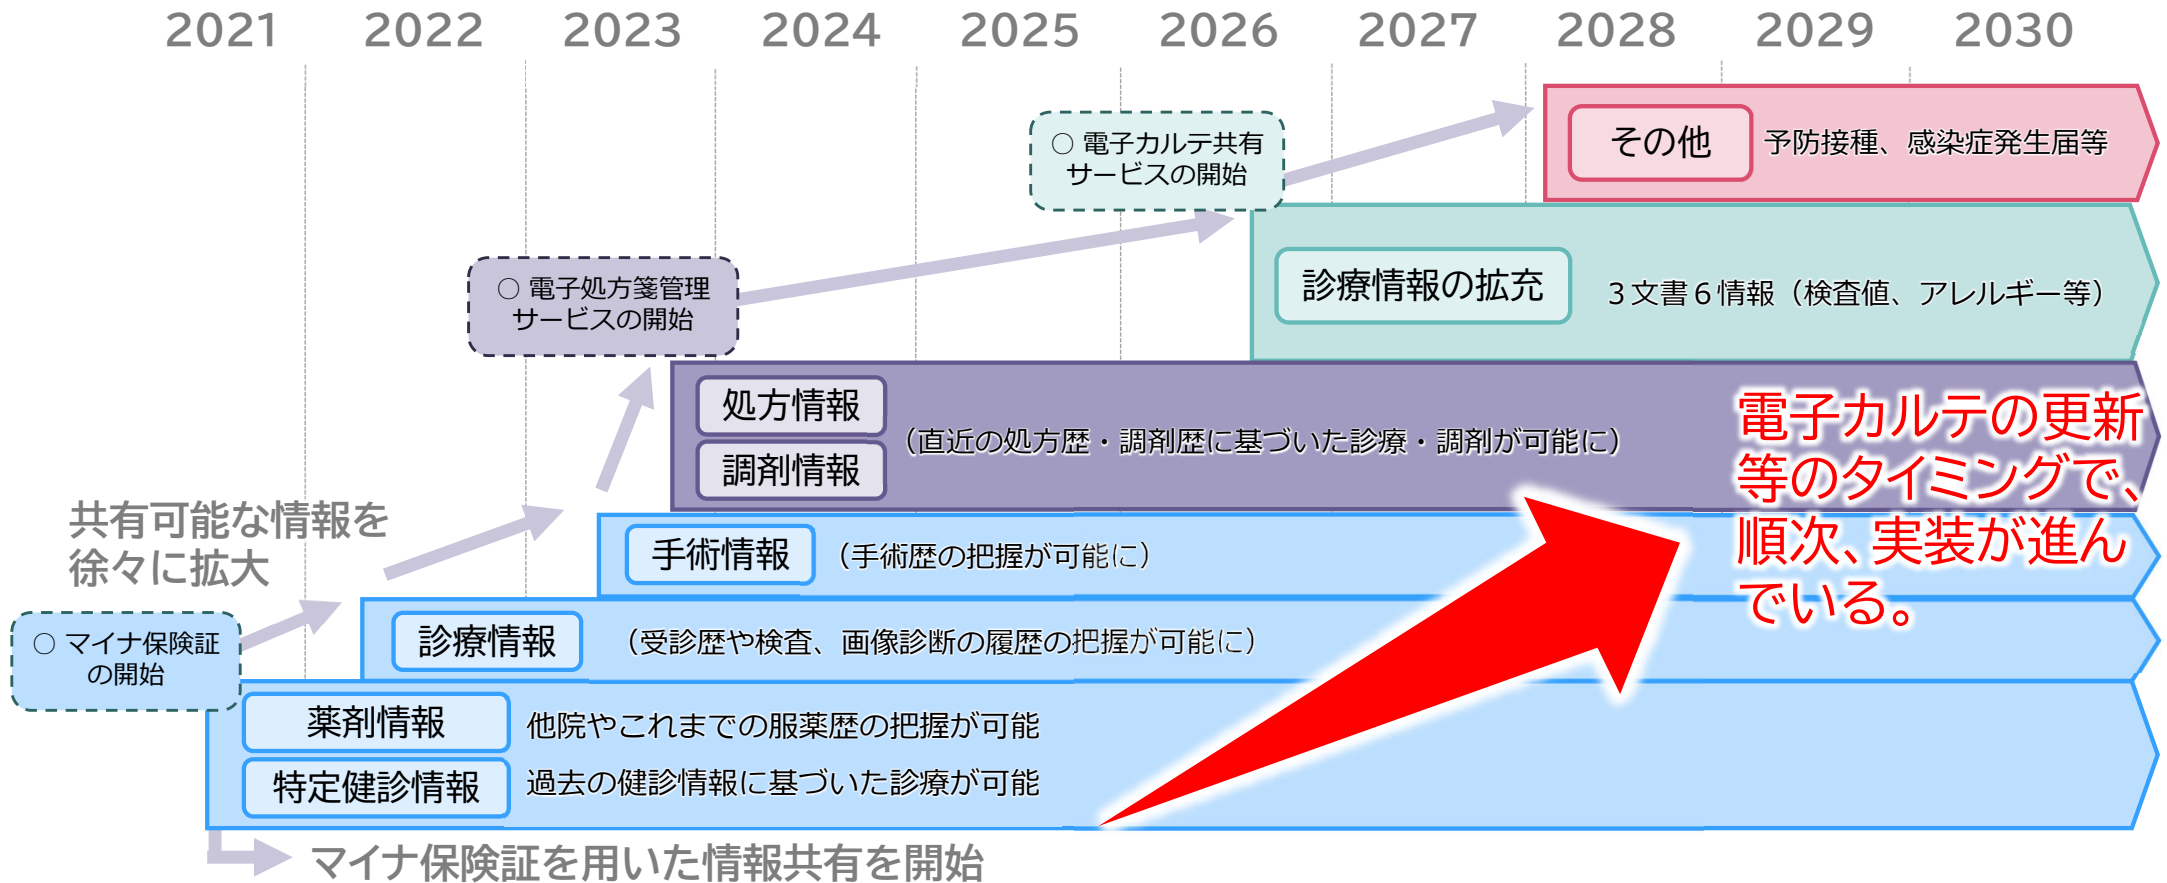 2021 2022 2023 2024 2025 2026 2027 2028 2029 2030
その他
予防接種、感染症発生届等
○ 電子カルテ共有
サービスの開始
診療情報の拡充
３文書６情報（検査値、アレルギー等）
○ 電子処方箋管理
サービスの開始
処方情報
調剤情報
（直近の処方歴・調剤歴に基づいた診療・調剤が可能に）
電子カルテの更新
等のタイミングで、
順次、実装が進ん
でいる。
共有可能な情報を
徐々に拡大
手術情報
（手術歴の把握が可能に）
○ マイナ保険証
の開始
診療情報
（受診歴や検査、画像診断の履歴の把握が可能に）
薬剤情報
他院やこれまでの服薬歴の把握が可能
特定健診情報
過去の健診情報に基づいた診療が可能
マイナ保険証を用いた情報共有を開始